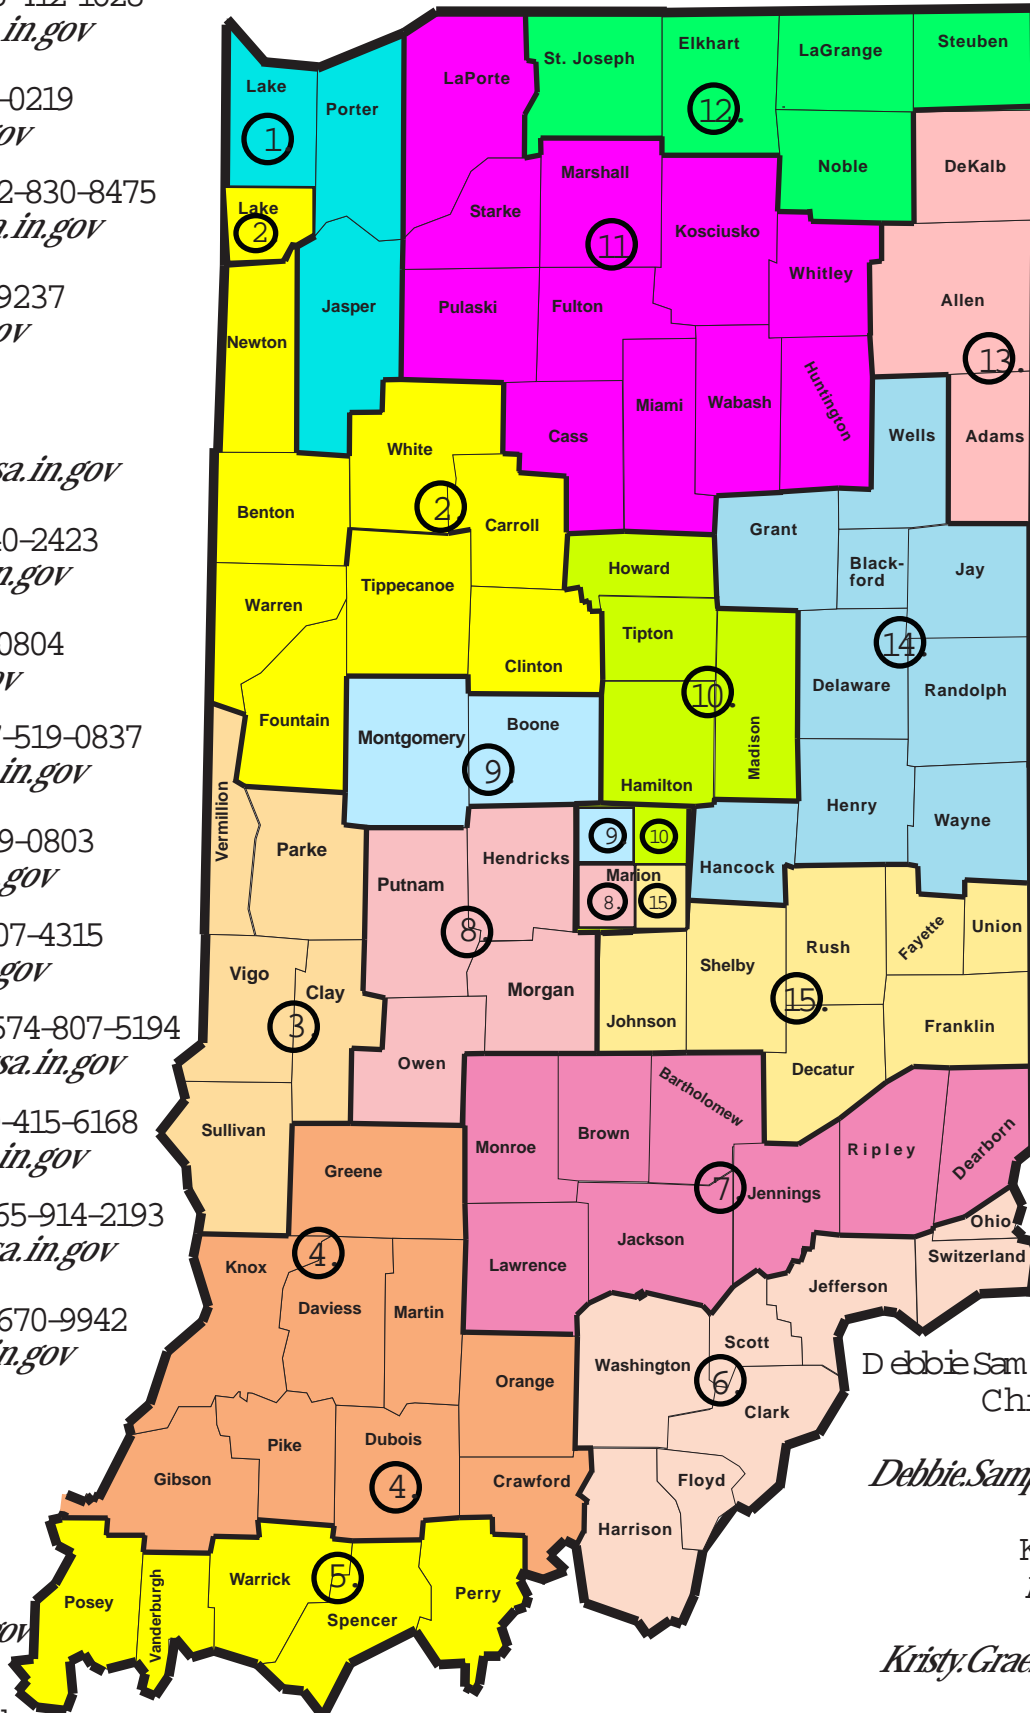 .in.gov
-0219
ov
2-830-8475
.in.gov
9237
ov
sa.in.gov
0-2423
n.gov
0804
ov
-519-0837
.in.gov
9-0803
.gov
07-4315
gov
574-807-5194
sa.in.gov
-415-6168
in.gov
65-914-2193
sa.in.gov
670-9942
in.gov
gov
Lake
1.
Porter
LaPorte
St. Joseph
Elkhart
12.
LaGrange
Steuben
Noble
DeKalb
Lake
2.
Marshall
Starke
11.
Kosciusko
Whitley
Allen
Newton
Jasper
Pulaski
Fulton
13.
Huntington
Miami
Wabash
Cass
White
Wells
Adams
2.
Benton
Carroll
Grant
Howard
Black-
ford
Jay
Tippecanoe
Warren
Tipton
14.
Clinton
Delaware
Randolph
10.
Fountain
Boone
Montgomery
Madison
9.
Hamilton
Henry
Wayne
Vermillion
Parke
Hendricks
9.
10
Marion
8.
15
Hancock
Putnam
8.
Fayette
Union
Rush
Shelby
Vigo
Clay
Morgan
15.
3.
Johnson
Franklin
Owen
Decatur
Bartholomew
Sullivan
Monroe
Brown
Ripley
Dearborn
Greene
7.
Jennings
Ohio
Jackson
Switzerland
Knox
4.
Lawrence
Jefferson
Daviess
Martin
Scott
Washington
Debbie Sam
Orange
6.
Chi
Clark
Dubois
Pike
Gibson
4.
Crawford
Floyd
Debbie.Samp
Harrison
K
Warrick
5.
Perry
Posey
Vanderburgh
Spencer
Kristy.Grae